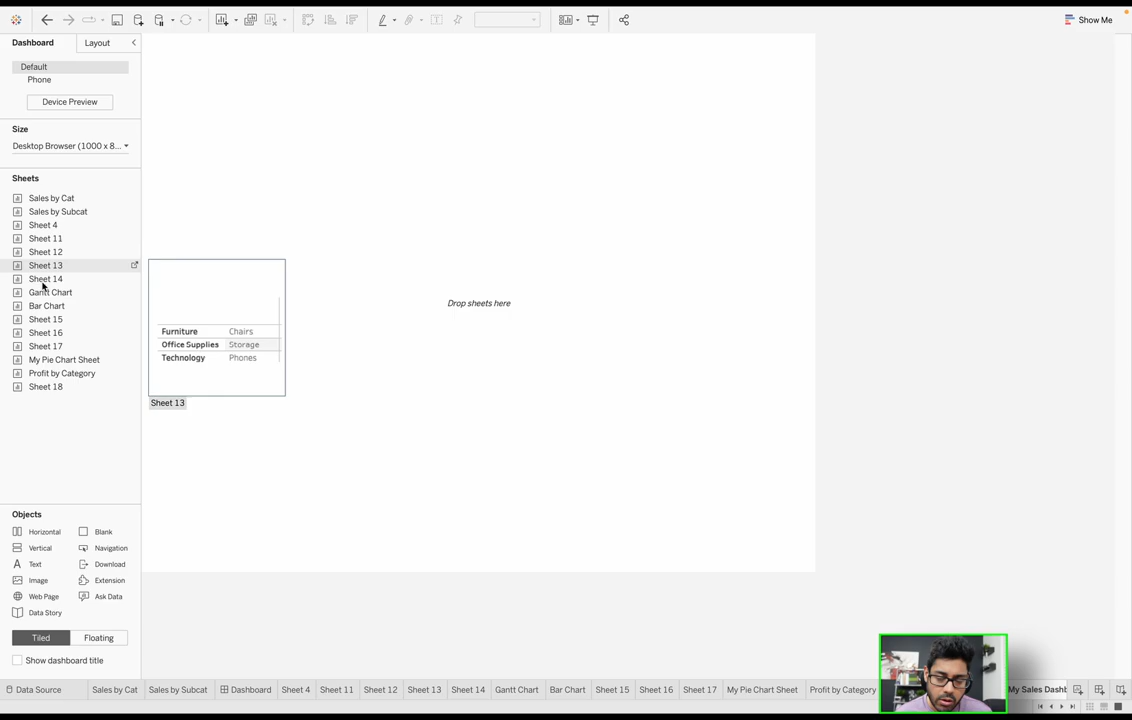 Show Me
Dashboard Layout
Default
Phone
Device Preview
Size
Desktop Browser (1000 x 8...
Sheets
Sales by Cat
Sales by Subcat
Sheet 4
Sheet 11
Sheet 12
Sheet 13
Sheet 14
Gantt Chart
Bar Chart
Sheet 15
Sheet 16
Sheet 17
My Pie Chart Sheet
Profit by Category
Sheet 18
Furniture Chairs
Office Supplies Storage
Technology Phones
Sheet 13
Drop sheets here
Objects
Horizontal Blank
Vertical Navigation
Text Download
Image Extension
Web Page Ask Data
Data Story
Tiled Floating
Show dashboard title
Data Source Sales by Cat Sales by Subcat Dashboard Sheet 4 Sheet 11 Sheet 12 Sheet 13 Sheet 14 Gantt Chart Bar Chart Sheet 15 Sheet 16 Sheet 17 My Pie Chart Sheet Profit by Category My Sales Dashb